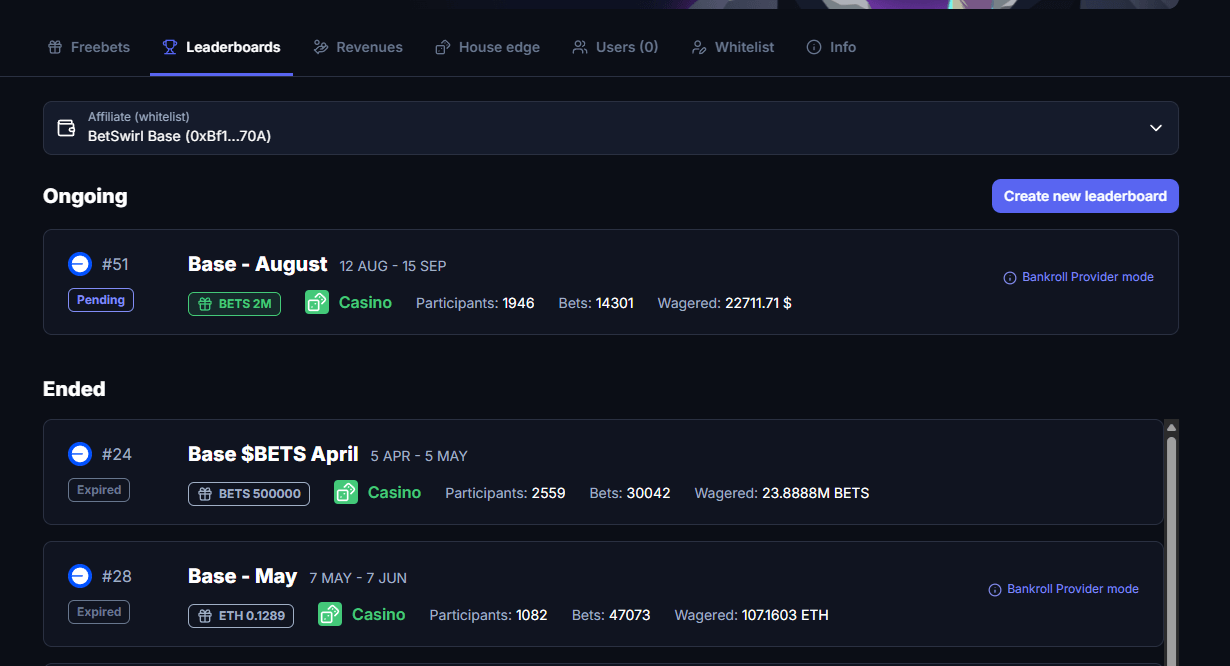 Freebets Leaderboards Revenues House edge Users (0) Whitelist Info
Affiliate (whitelist)
BetSwirl Base (0xBf1...70A)
Ongoing Create new leaderboard
#51 Base - August 12 AUG - 15 SEP
Bankroll Provider mode
Pending BETS 2M Casino Participants: 1946 Bets: 14301 Wagered: 22711.71 $
Ended
#24 Base $BETS April 5 APR - 5 MAY
Expired BETS 500000 Casino Participants: 2559 Bets: 30042 Wagered: 23.8888M BETS
#28 Base - May 7 MAY - 7 JUN
Bankroll Provider mode
Expired ETH 0.1289 Casino Participants: 1082 Bets: 47073 Wagered: 107.1603 ETH